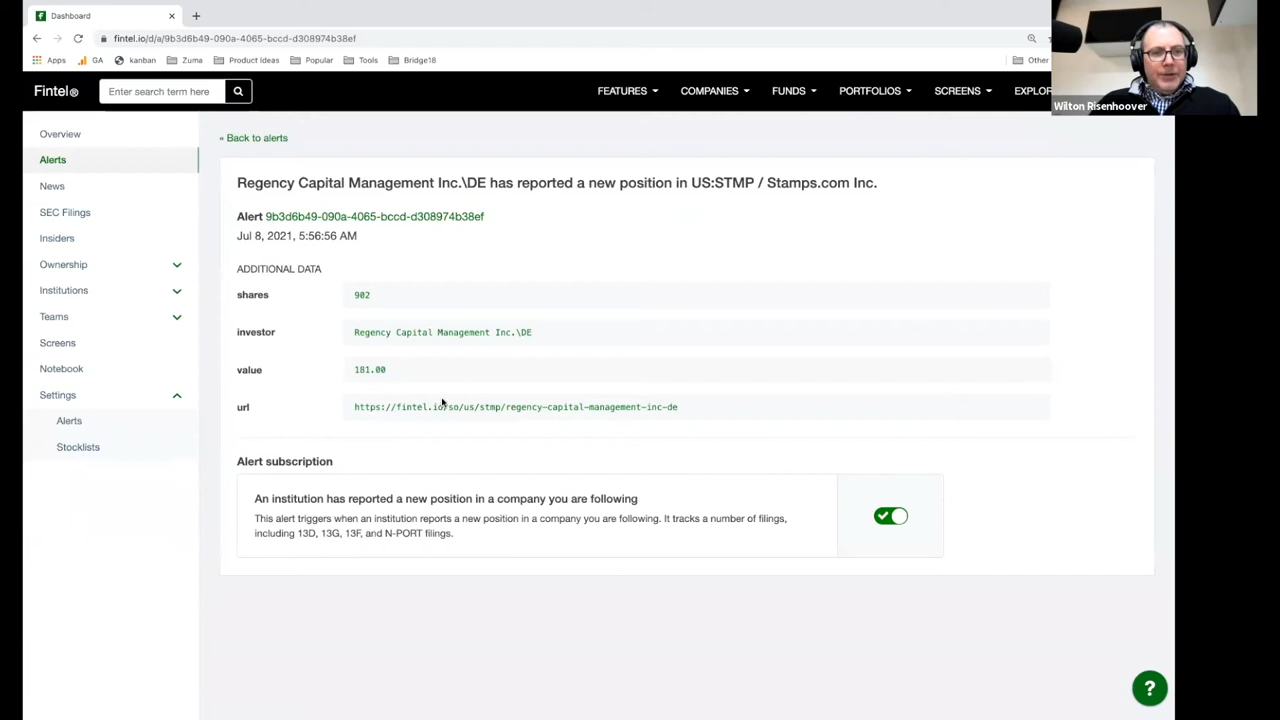 Dashboard
fintel.io/d/a/9b3d6b49-090a-4065-bccd-d308974b38ef
Apps GA kanban Zuma Product Ideas Popular Tools Bridge18 Other
Fintel Enter search term here FEATURES COMPANIES FUNDS PORTFOLIOS SCREENS EXPLOR
Wilton Risenhoover
Overview
Alerts
News
SEC Filings
Insiders
Ownership
Institutions
Teams
Screens
Notebook
Settings
Alerts
Stocklists
« Back to alerts
Regency Capital Management Inc.\DE has reported a new position in US:STMP / Stamps.com Inc.
Alert 9b3d6b49-090a-4065-bccd-d308974b38ef
Jul 8, 2021, 5:56:56 AM
ADDITIONAL DATA
shares 902
investor Regency Capital Management Inc.\DE
value 181.00
url https://fintel.io/so/us/stmp/regency-capital-management-inc-de
Alert subscription
An institution has reported a new position in a company you are following
This alert triggers when an institution reports a new position in a company you are following. It tracks a number of filings,
including 13D, 13G, 13F, and N-PORT filings.
?